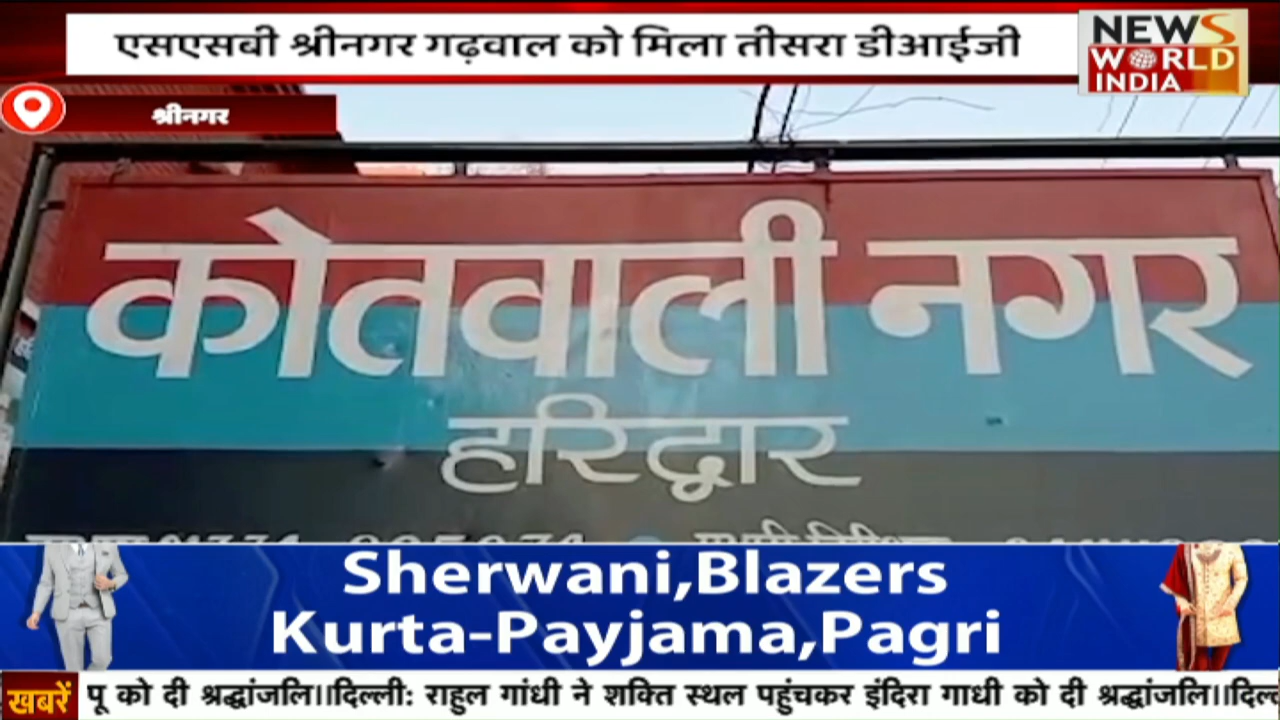 एसएसबी श्रीनगर गढ़वाल को मिला तीसरा डीआईजी
NEWS
WORLD
INDIA
श्रीनगर
कोतवाली नगर
हरिद्वार
Sherwani,Blazers
Kurta-Payjama,Pagri
खबरें
पू को दी श्रद्धांजलि।।दिल्ली: राहुल गांधी ने शक्ति स्थल पहुंचकर इंदिरा गाधी को दी श्रद्धांजलि।।दिल्ल